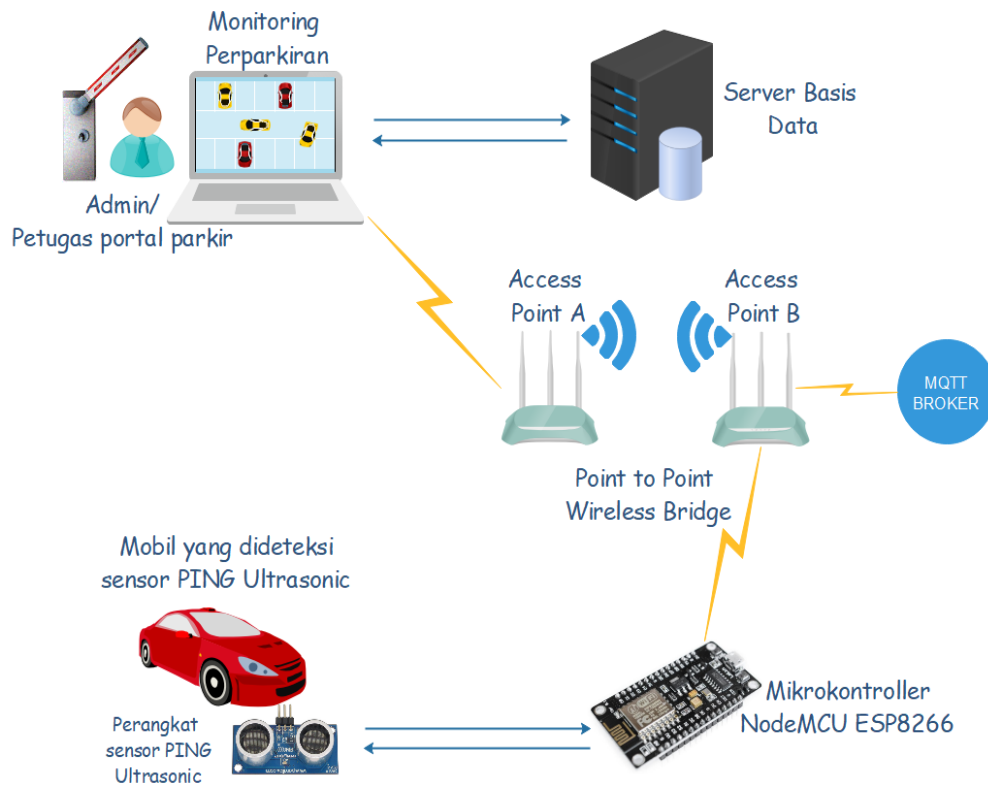 Monitoring
Perparkiran
Server Basis
Data
Admin/
Petugas portal parkir
Access
Point A
Access
Point B
MQTT
BROKER
Point to Point
Wireless Bridge
Mobil yang dideteksi
sensor PING Ultrasonic
Perangkat
sensor PING
Ultrasonic
Mikrokontroller
NodeMCU ESP8266